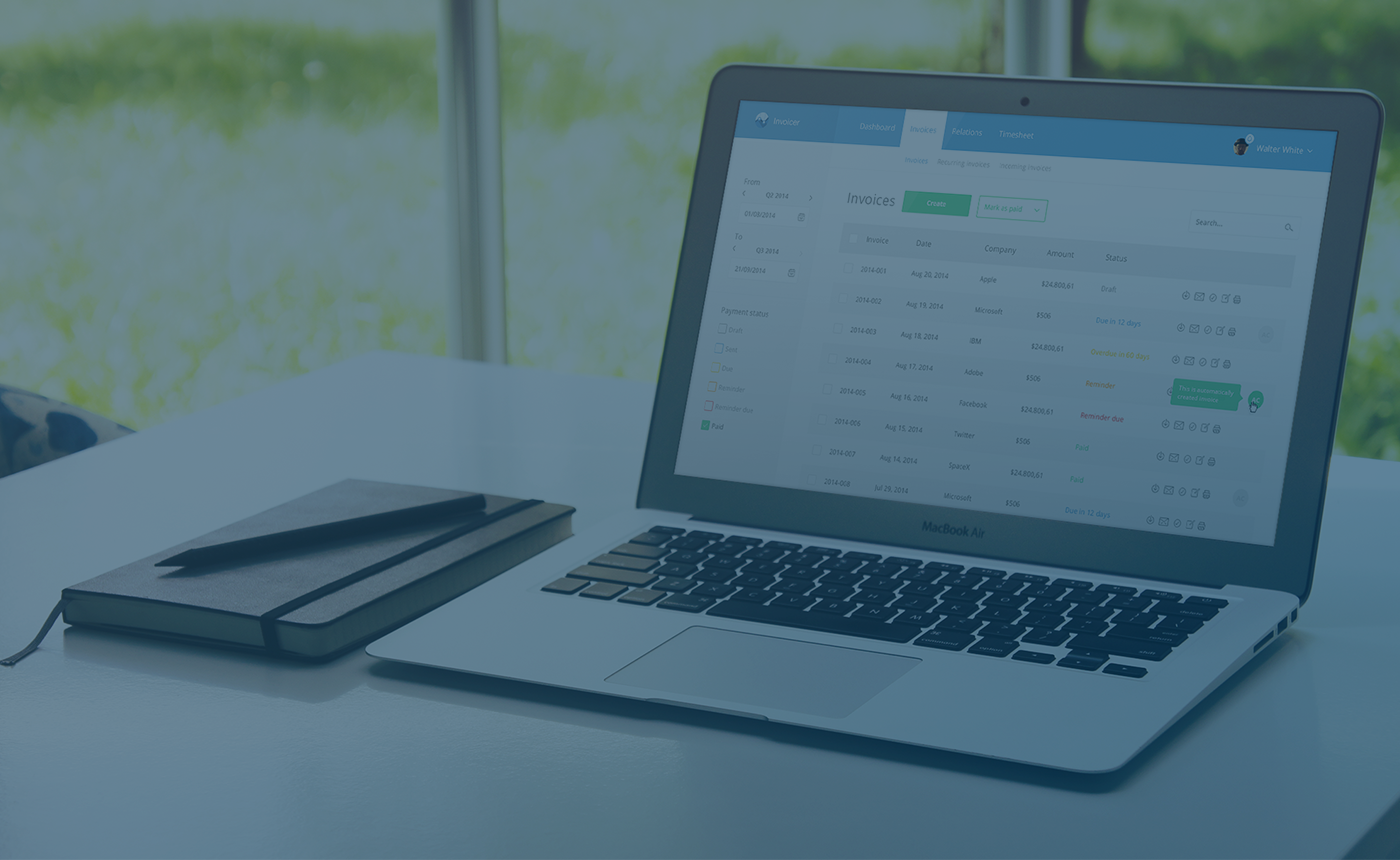 Invoicer Dashboard Invoices Relations Timesheet Walter White
Invoices Recurring invoices Incoming invoices
From
Q3 2014
01/08/2014
To
Q3 2014
21/09/2014
Payment status
Draft
Sent
Due
Reminder
Reminder due
Paid
Invoices Create Mark as paid Search...
Invoice Date Company Amount Status
2014-001 Aug 20, 2014 Apple $24.800,61 Draft
2014-002 Aug 19, 2014 Microsoft $506 Due in 12 days
2014-003 Aug 18, 2014 IBM $24.800,61 Overdue in 60 days
2014-004 Aug 17, 2014 Adobe $506 Reminder
This is automatically
created invoice
2014-005 Aug 16, 2014 Facebook $24.800,61 Reminder due
2014-006 Aug 15, 2014 Twitter $506 Paid
2014-007 Aug 14, 2014 SpaceX $24.800,61 Paid
2014-008 Jul 29, 2014 Microsoft $506 Due in 12 days
MacBook Air